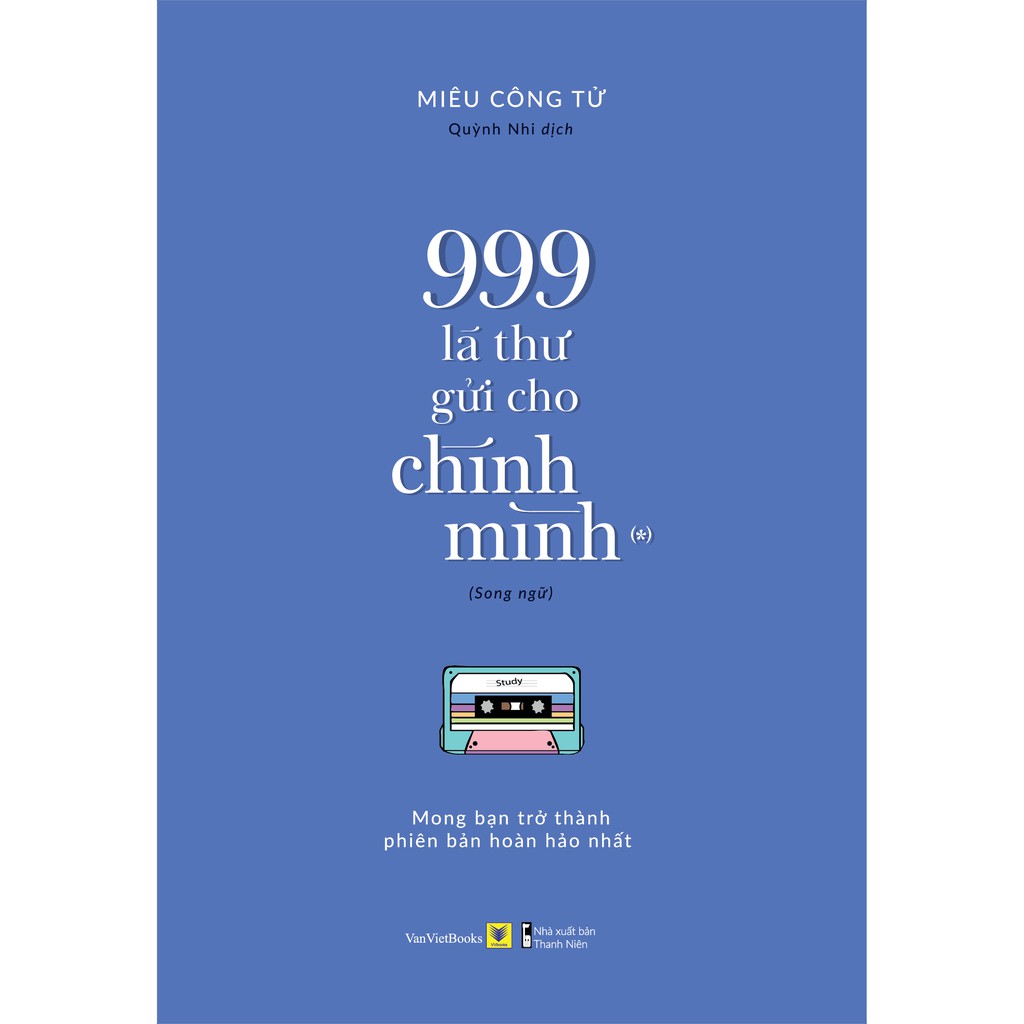 MIÊU CÔNG TỬ
Quỳnh Nhi dịch
999
lá thư
gửi cho
chính
mình (*)
(Song ngữ)
Study
Mong bạn trở thành
phiên bản hoàn hảo nhất
VanVietBooks
VVbooks
Nhà xuất bản
Thanh Niên